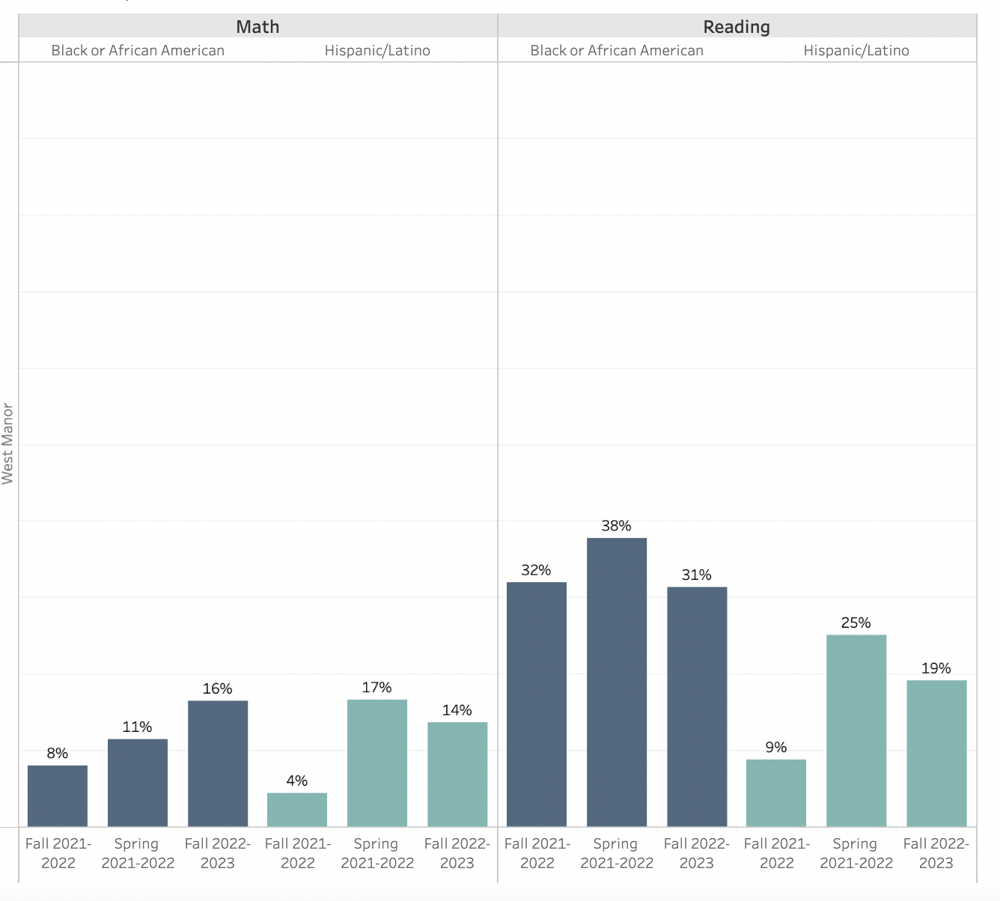 Math
Reading
Black or African American
Hispanic/Latino
Black or African American
Hispanic/Latino
West Manor
8%
11%
16%
4%
17%
14%
32%
38%
31%
9%
25%
19%
Fall 2021-
2022
Spring
2021-2022
Fall 2022-
2023
Fall 2021-
2022
Spring
2021-2022
Fall 2022-
2023
Fall 2021-
2022
Spring
2021-2022
Fall 2022-
2023
Fall 2021-
2022
Spring
2021-2022
Fall 2022-
2023